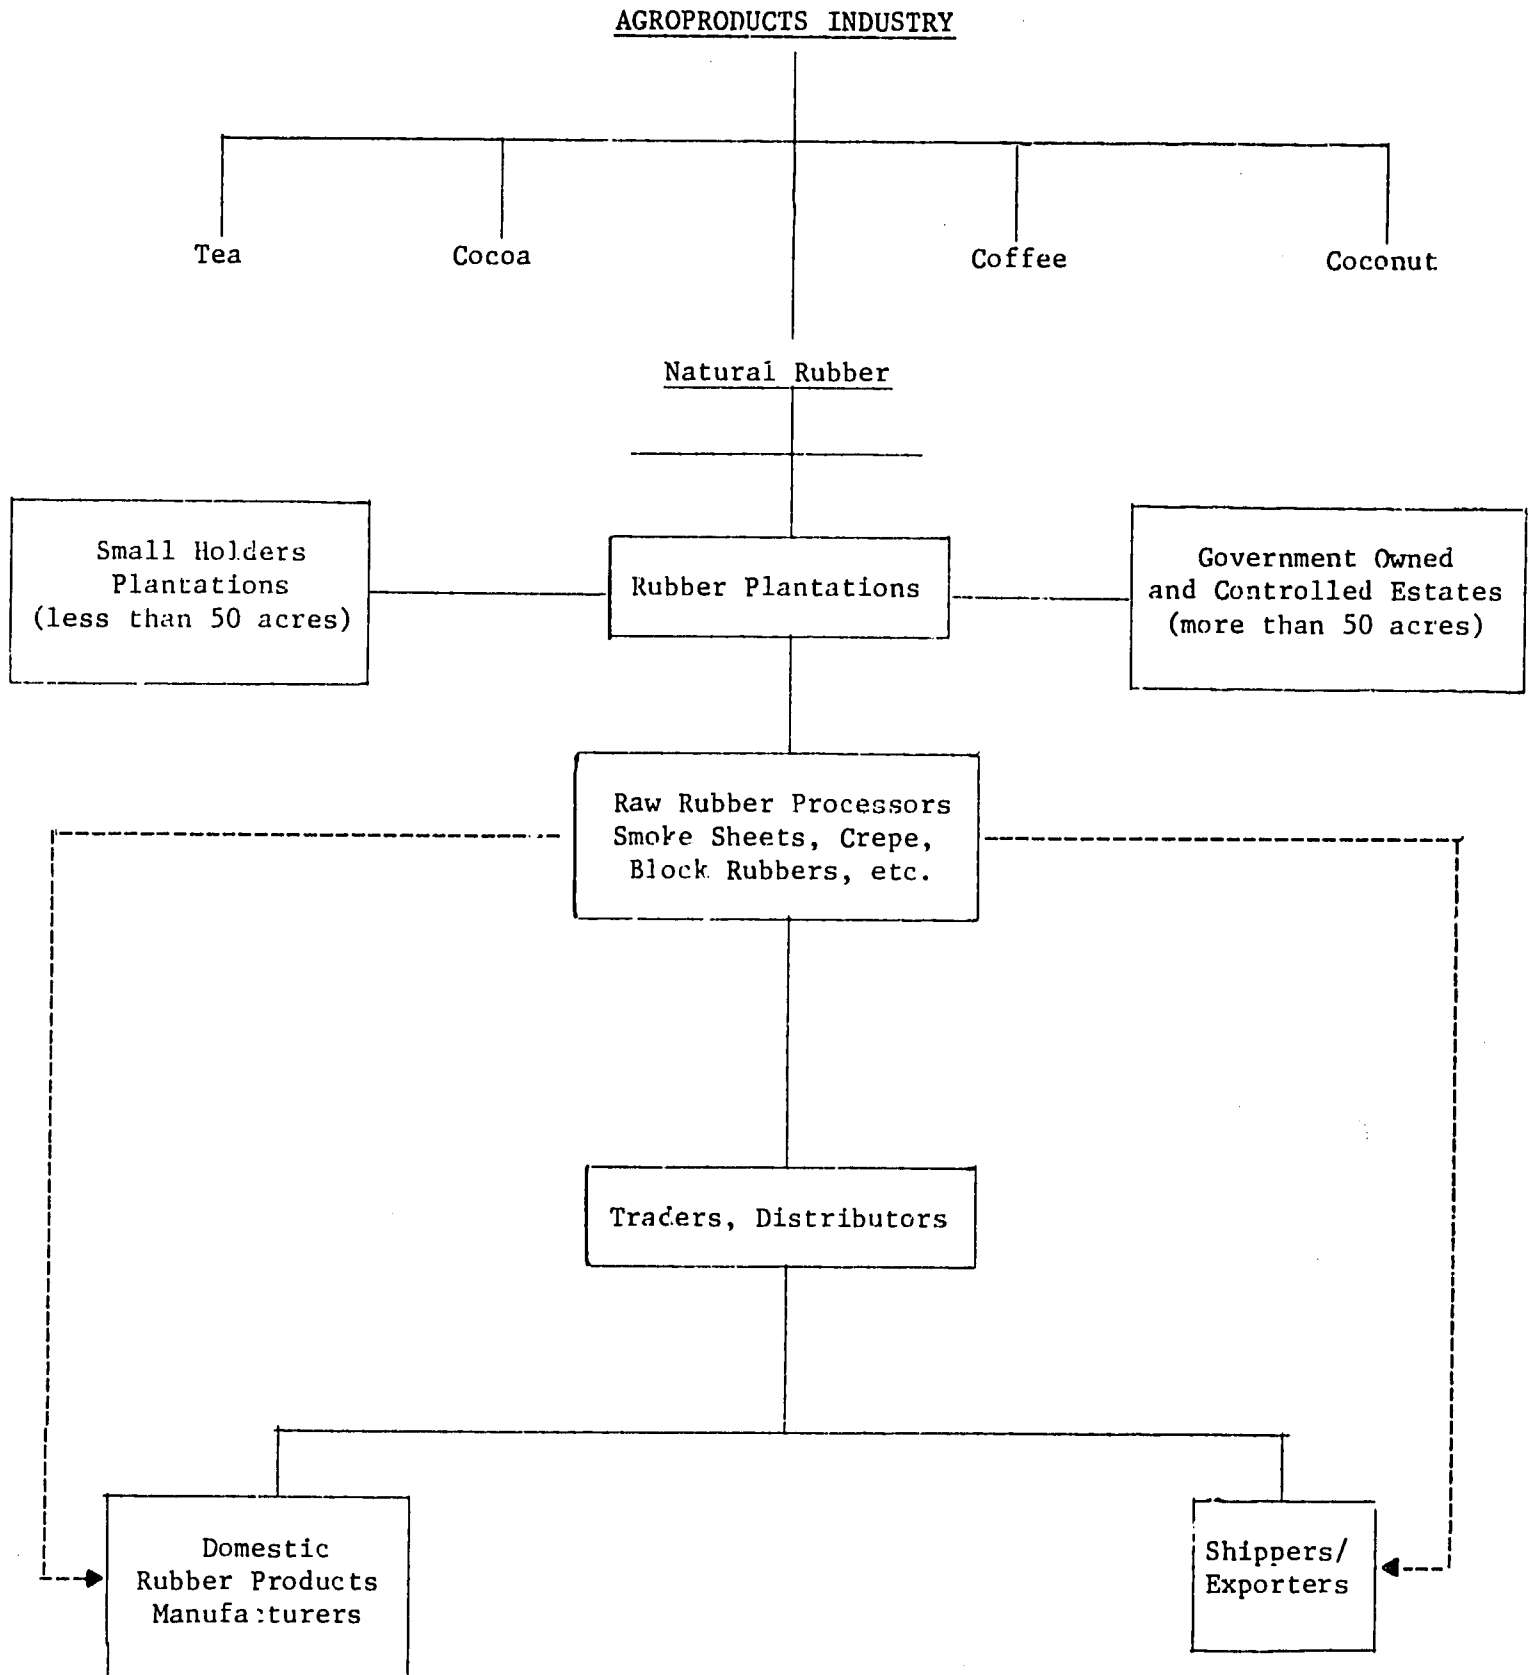 AGROPRODUCTS INDUSTRY
Tea
Cocoa
Coffee
Coconut
Natural Rubber
Small Holders
Plantations
(less than 50 acres)
Rubber Plantations
Government Owned
and Controlled Estates
(more than 50 acres)
Raw Rubber Processors
Smoke Sheets, Crepe,
Block Rubbers, etc.
Traders, Distributors
Domestic
Rubber Products
Manufacturers
Shippers/
Exporters